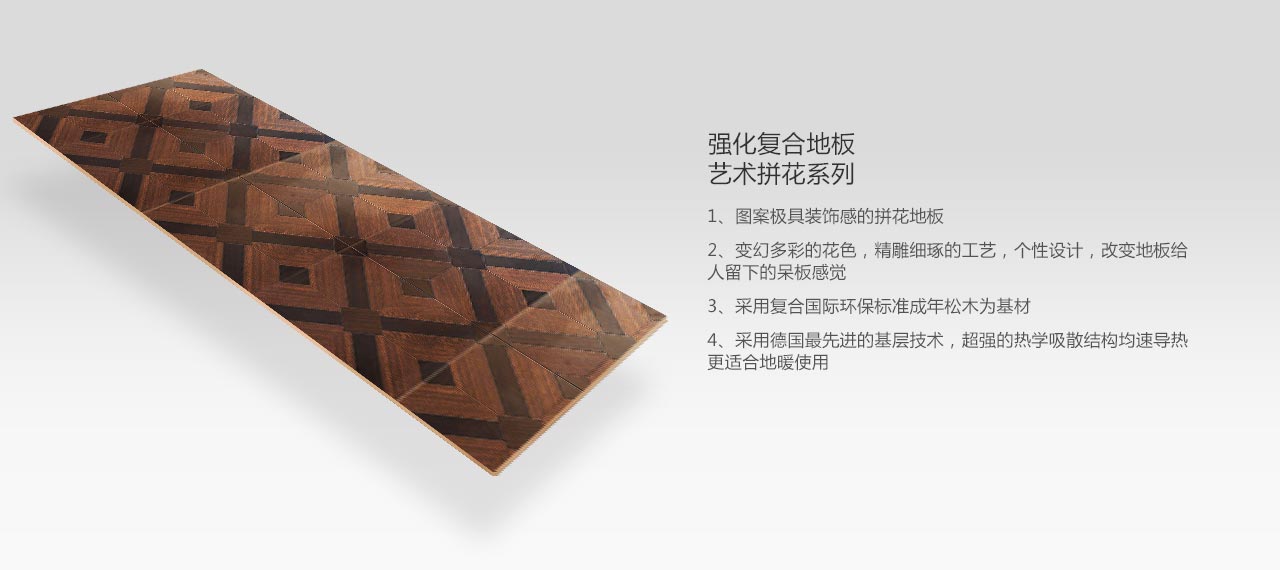 强化复合地板
艺术拼花系列
1、图案极具装饰感的拼花地板
2、变幻多彩的花色，精雕细琢的工艺，个性设计，改变地板给
人留下的呆板感觉
3、采用复合国际环保标准成年松木为基材
4、采用德国最先进的基层技术，超强的热学吸散结构均速导热
更适合地暖使用